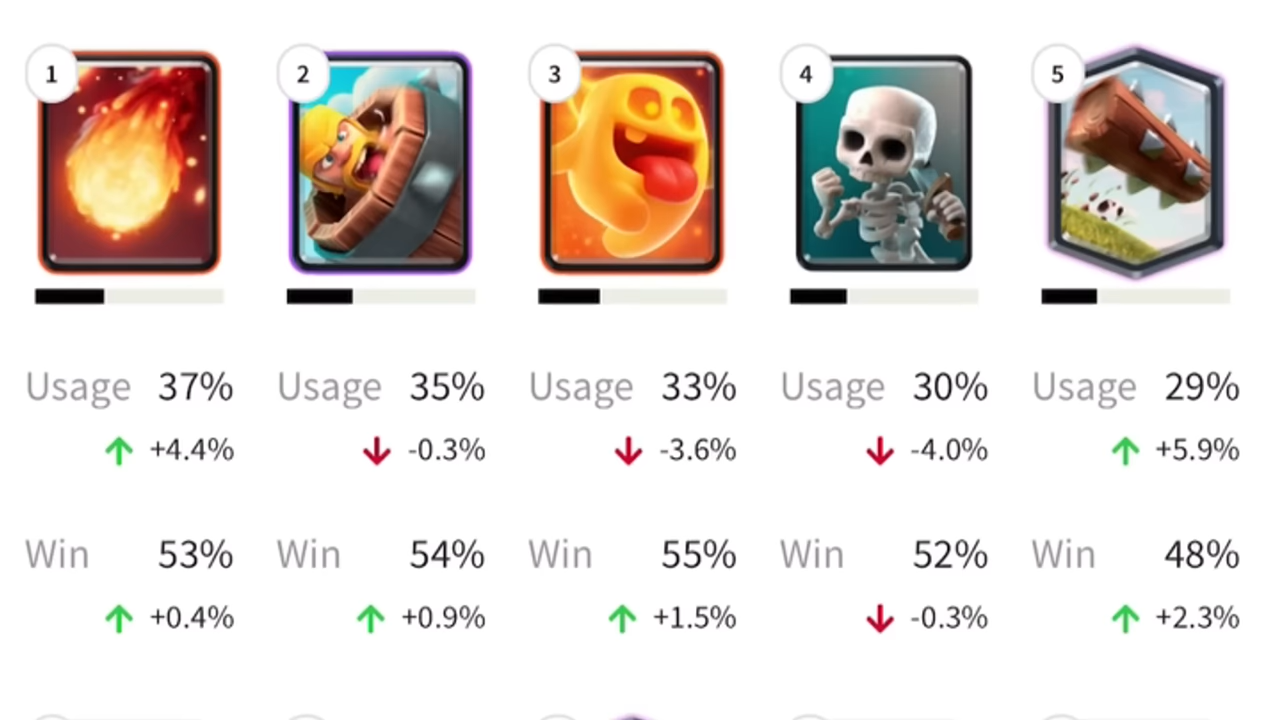 1 2 3 4 5
Usage 37% Usage 35% Usage 33% Usage 30% Usage 29%
+4.4% -0.3% -3.6% -4.0% +5.9%
Win 53% Win 54% Win 55% Win 52% Win 48%
+0.4% +0.9% +1.5% -0.3% +2.3%